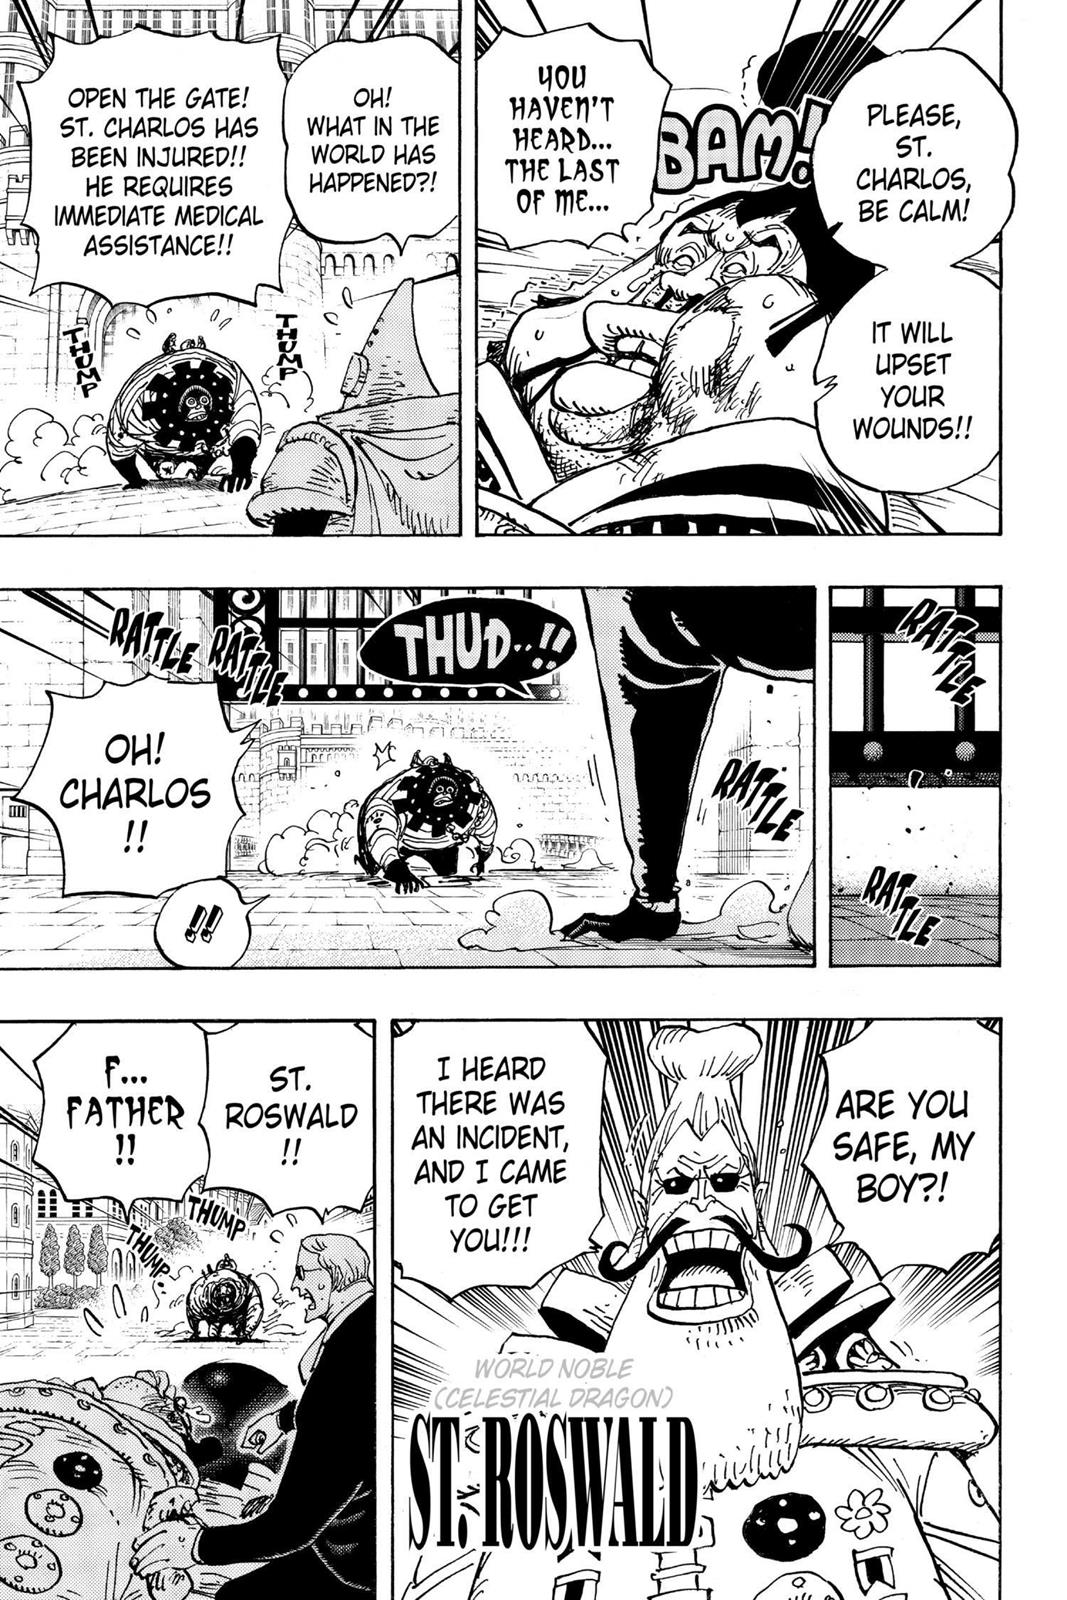 PLEASE,
ST.
CHARLOS,
BE CALM!
IT WILL
UPSET
YOUR
WOUNDS!!
BAM!
YOU
HAVEN'T
HEARD...
THE LAST
OF ME...
OH!
WHAT IN THE
WORLD HAS
HAPPENED?!
OPEN THE GATE!
ST. CHARLOS HAS
BEEN INJURED!!
HE REQUIRES
IMMEDIATE MEDICAL
ASSISTANCE!!
THUMP
THUMP
RATTLE
RATTLE
THUD..!!
RATTLE
RATTLE
RATTLE
OH!
CHARLOS
!!
!!
ARE YOU
SAFE, MY
BOY?!
I HEARD
THERE WAS
AN INCIDENT,
AND I CAME
TO GET
YOU!!!
WORLD NOBLE
(CELESTIAL DRAGON)
ST. ROSWALD
ST.
ROSWALD
!!
F...
FATHER
!!
THUMP
THUMP